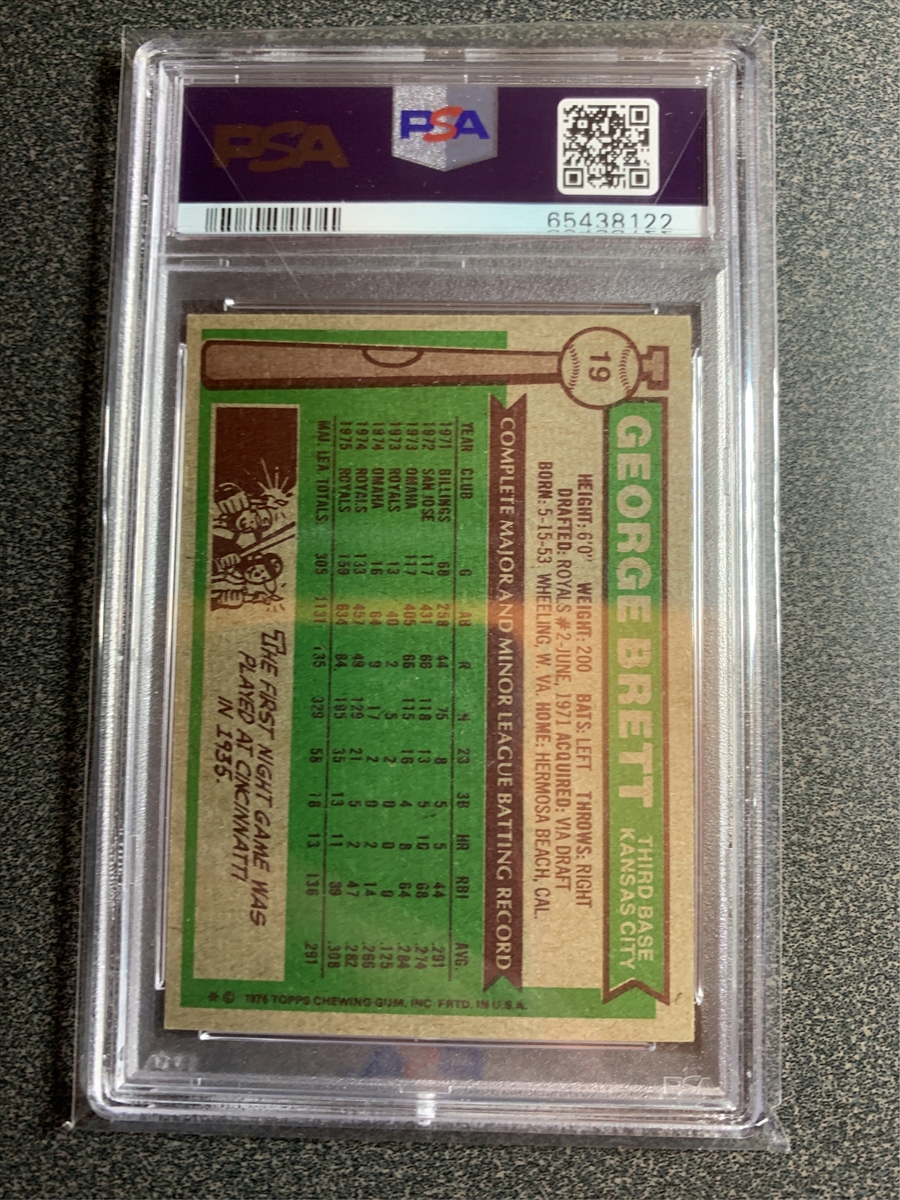 PSA
PSA
65438122
19
GEORGE BRETT
THIRD BASE
KANSAS CITY
HEIGHT: 6'0" WEIGHT: 200 BATS: LEFT THROWS: RIGHT
DRAFTED: ROYALS #2-JUNE, 1971 ACQUIRED: VIA DRAFT
BORN: 5-15-53 WHEELING, W. VA. HOME: HERMOSA BEACH, CAL.
COMPLETE MAJOR AND MINOR LEAGUE BATTING RECORD
YEAR CLUB G AB R H 2B 3B HR RBI AVG.
1971 BILLINGS 68 258 44 75 8 5 5 44 .291
1972 SAN JOSE 117 431 66 118 13 5 10 68 .274
1973 OMAHA 117 405 66 115 16 4 8 64 .284
1973 ROYALS 13 40 2 5 2 0 0 0 .125
1974 OMAHA 16 64 9 17 2 0 2 14 .266
1974 ROYALS 133 457 49 129 21 5 2 47 .282
1975 ROYALS 159 634 84 195 35 13 11 89 .308
MAJ. LEA. TOTALS 305 1131 135 329 58 18 13 136 .291
THE FIRST NIGHT GAME WAS
PLAYED AT CINCINNATI
IN 1935.
* © 1976 TOPPS CHEWING GUM, INC. PRTD. IN U.S.A.
PSA